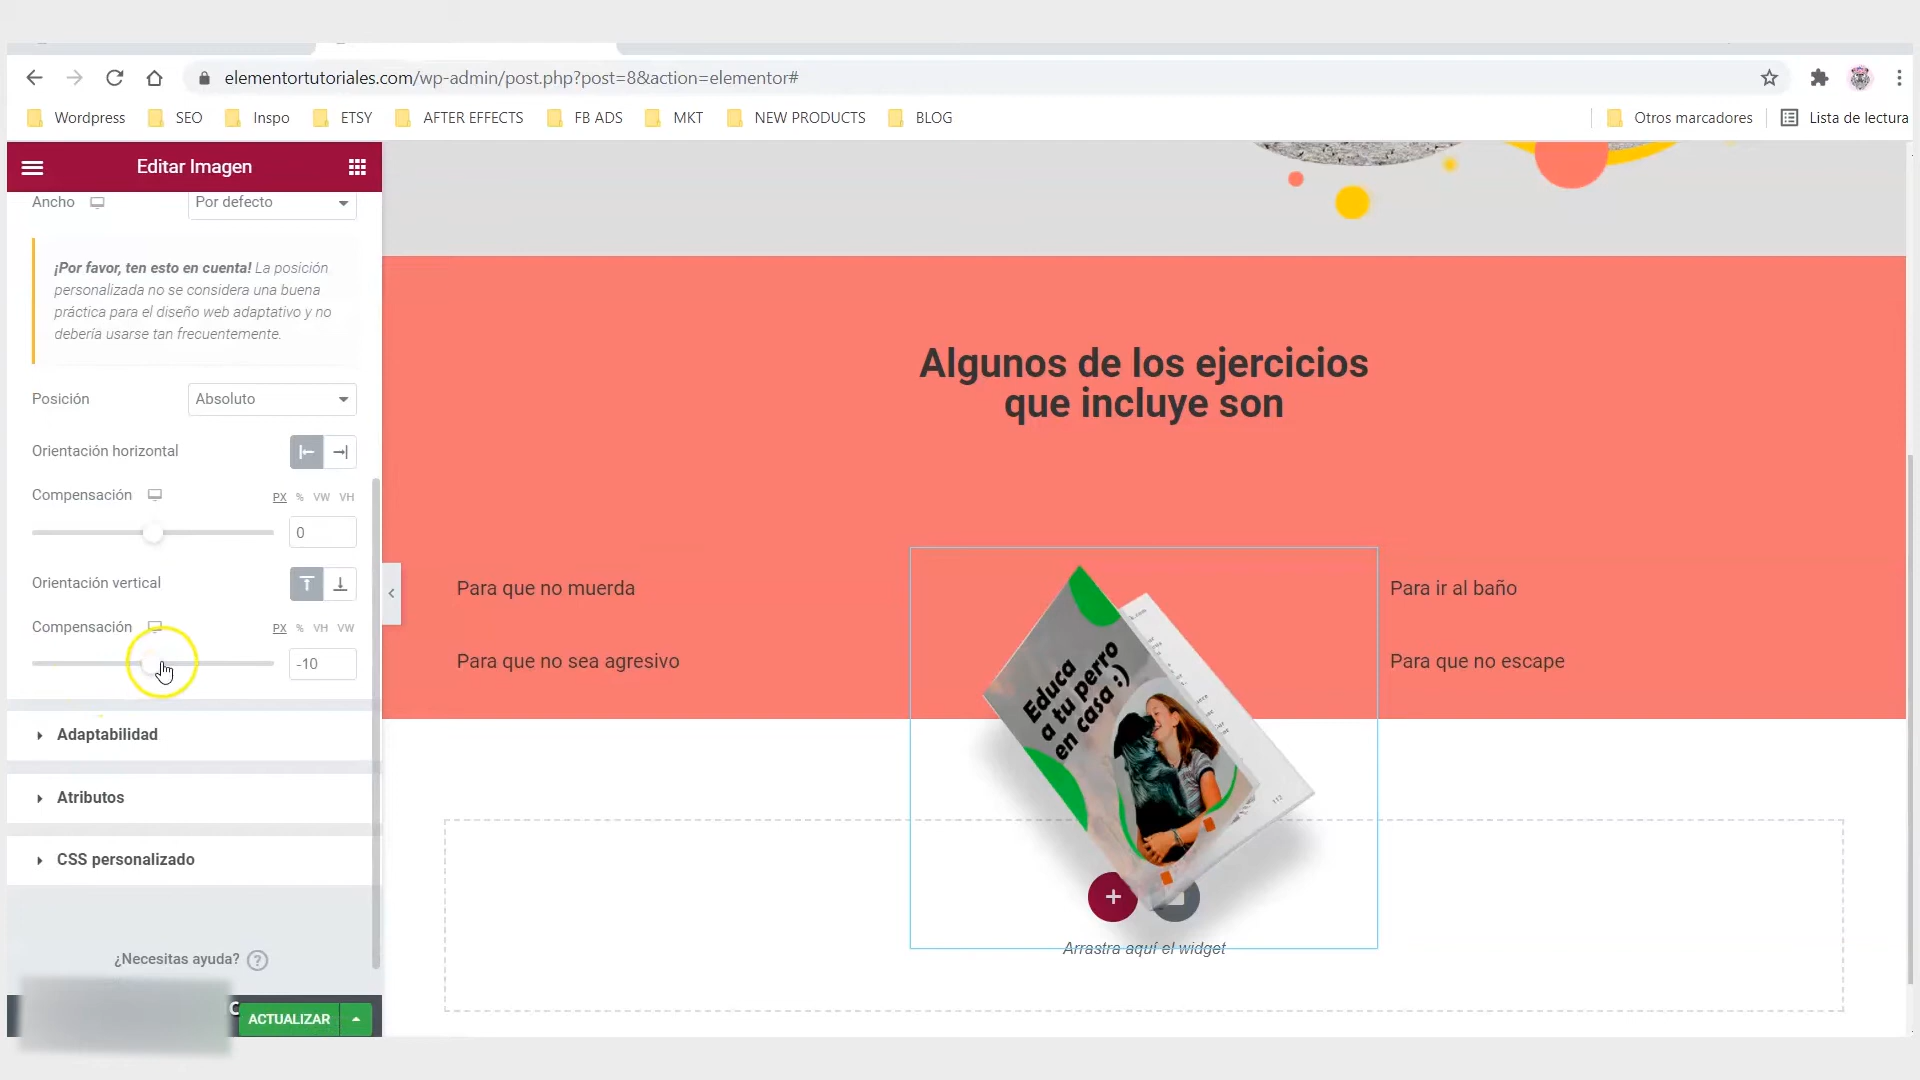 elementortutoriales.com/wp-admin/post.php?post=8&action=elementor#
Wordpress SEO Inspo ETSY AFTER EFFECTS FB ADS MKT NEW PRODUCTS BLOG Otros marcadores Lista de lectura
Editar Imagen
Ancho Por defecto
¡Por favor, ten esto en cuenta! La posición
personalizada no se considera una buena
práctica para el diseño web adaptativo y no
debería usarse tan frecuentemente.
Posición Absoluto
Orientación horizontal
Compensación PX % VW VH
0
Orientación vertical
Compensación PX % VH VW
-10
Adaptabilidad
Atributos
CSS personalizado
¿Necesitas ayuda? ?
ACTUALIZAR
Algunos de los ejercicios
que incluye son
Para que no muerda
Para que no sea agresivo
Educa
a tu perro
en casa :)
112
Para ir al baño
Para que no escape
Arrastra aquí el widget